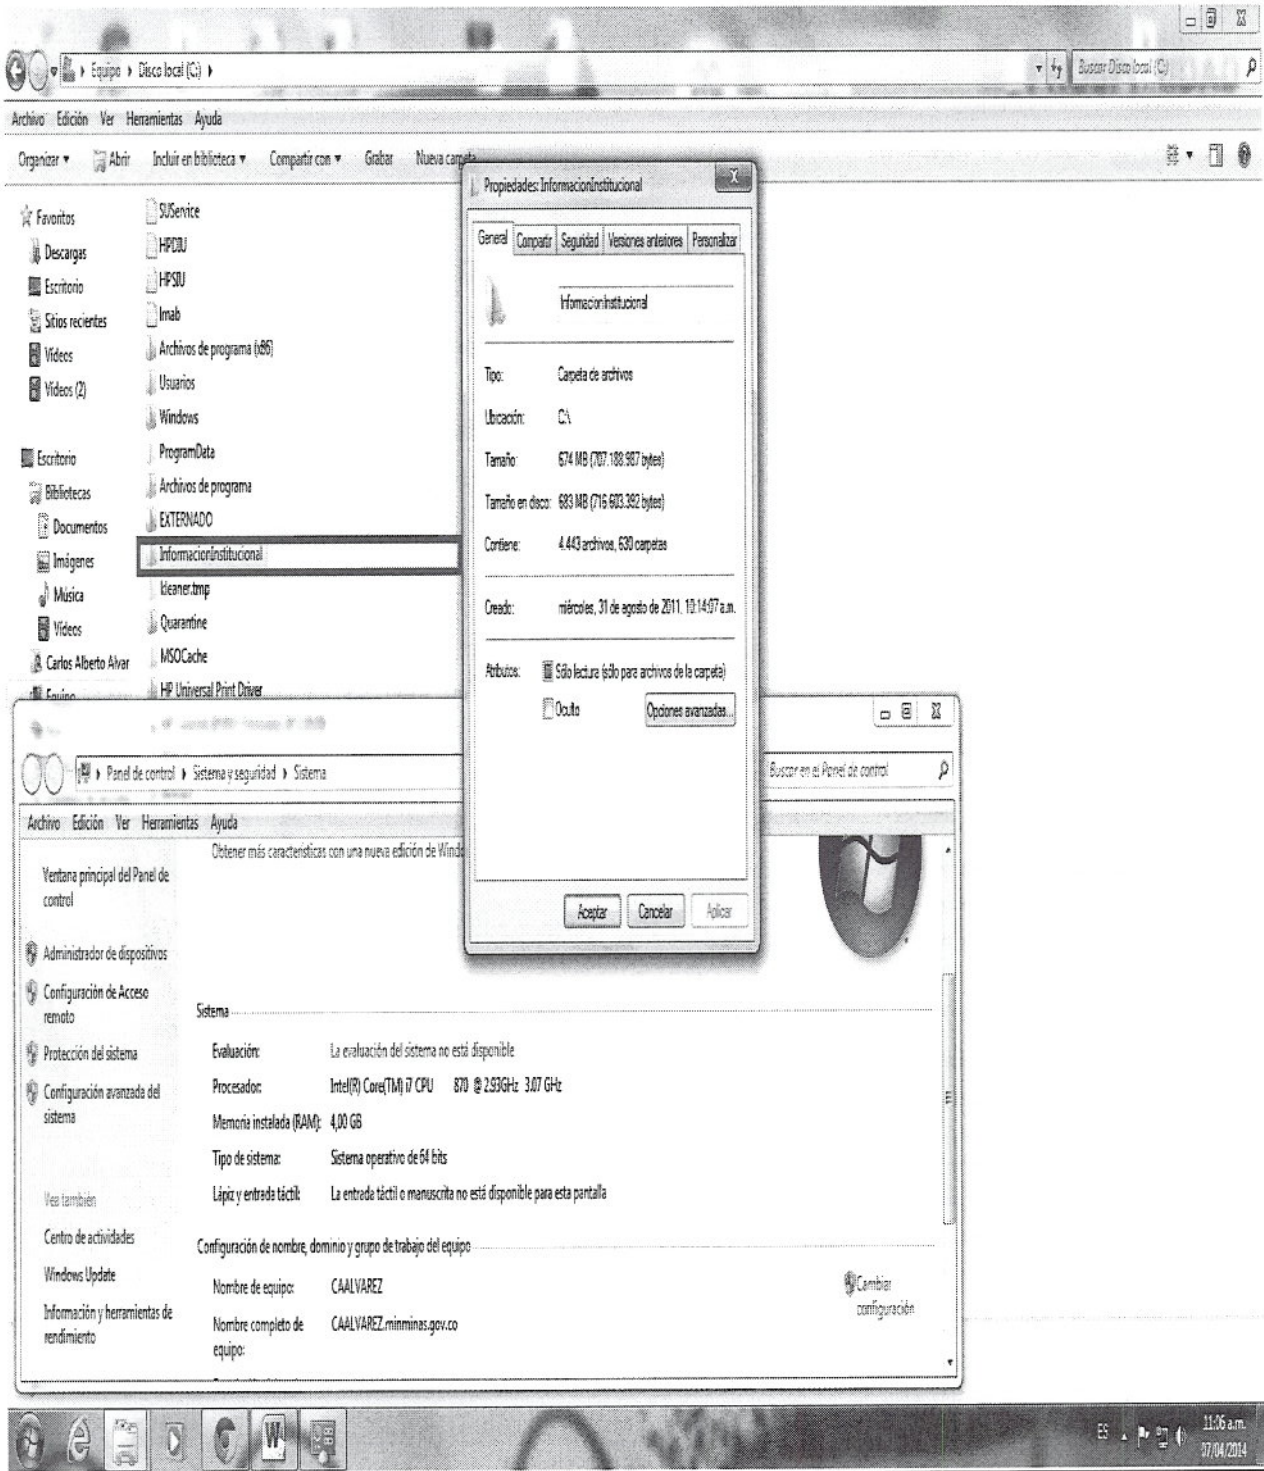 Equipo ▸ Disco local (C:) ▸
Buscar Disco local (C:)
Archivo Edición Ver Herramientas Ayuda
Organizar Abrir Incluir en biblioteca Compartir con Grabar Nueva carpeta
Favoritos
Descargas
Escritorio
Sitios recientes
Vídeos
Vídeos (2)
Escritorio
Bibliotecas
Documentos
Imágenes
Música
Vídeos
Carlos Alberto Alvar
Equipo
SUService
HPDIU
HPSIU
Archivos de programa (x86)
Usuarios
Windows
ProgramData
Archivos de programa
EXTERNADO
InformacionInstitucional
Quarantine
MSOCache
HP Universal Print Driver
Propiedades: InformacionInstitucional
X
General Compartir Seguridad Versiones anteriores Personalizar
InformacionInstitucional
Tipo: Carpeta de archivos
Ubicación: C:\
Tamaño: 674 MB (707.188.987 bytes)
Tamaño en disco: 683 MB (716.603.392 bytes)
Contiene: 4.443 archivos, 630 carpetas
Creado: miércoles, 31 de agosto de 2011, 10:14:07 a.m.
Atributos: Sólo lectura (sólo para archivos de la carpeta)
Oculto Opciones avanzadas...
Aceptar Cancelar Aplicar
▸ Panel de control ▸ Sistema y seguridad ▸ Sistema
Buscar en el Panel de control
Archivo Edición Ver Herramientas Ayuda
Ventana principal del Panel de
control
Administrador de dispositivos
Configuración de Acceso
remoto
Protección del sistema
Configuración avanzada del
sistema
Vea también
Centro de actividades
Windows Update
Información y herramientas de
rendimiento
Obtener más características con una nueva edición de Windo
Sistema
Evaluación: La evaluación del sistema no está disponible
Procesador: Intel(R) Core(TM) i7 CPU 870 @ 2.93GHz 3.07 GHz
Memoria instalada (RAM): 4,00 GB
Tipo de sistema: Sistema operativo de 64 bits
Lápiz y entrada táctil: La entrada táctil o manuscrita no está disponible para esta pantalla
Configuración de nombre, dominio y grupo de trabajo del equipo
Nombre de equipo: CAALVAREZ
Nombre completo de CAALVAREZ.minminas.gov.co
equipo:
Cambiar
configuración
ES
11:06 a.m.
07/04/2014